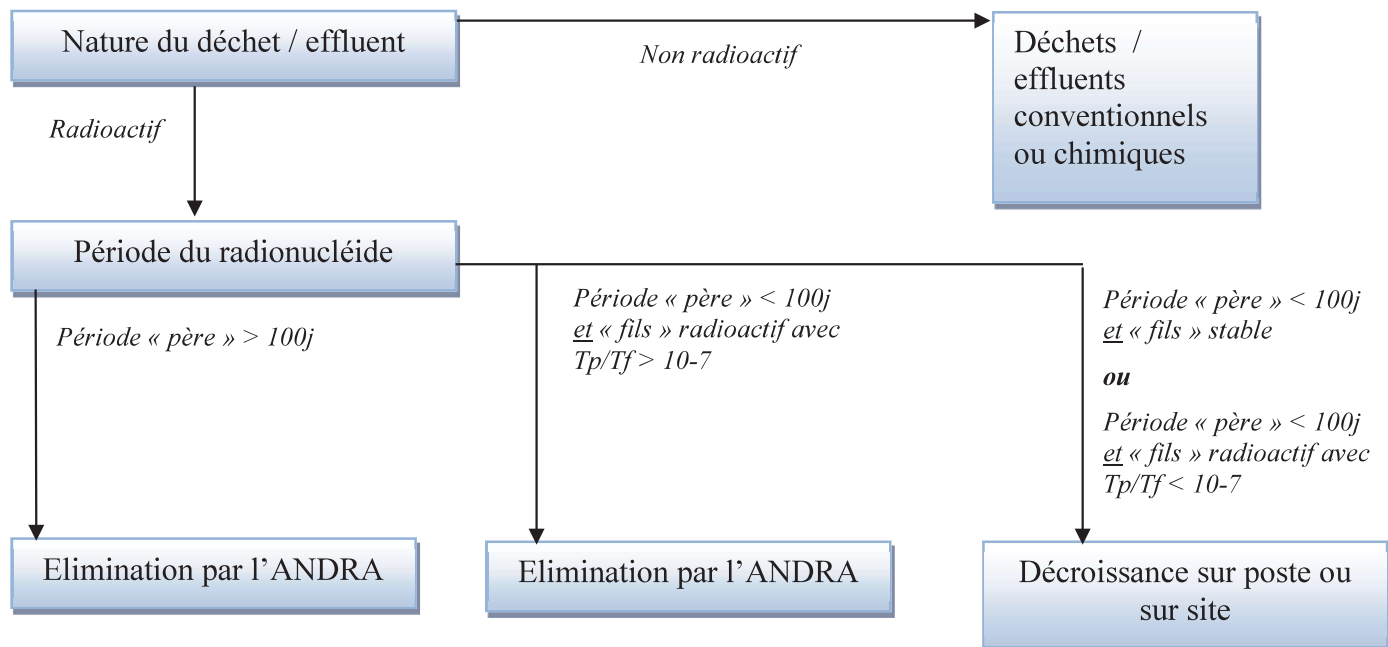 Nature du déchet / effluent
Non radioactif
Déchets /
effluents
conventionnels
ou chimiques
Radioactif
Période du radionucléide
Période « père » > 100j
Période « père » < 100j
et « fils » radioactif avec
Tp/Tf > 10-7
Période « père » < 100j
et « fils » stable
ou
Période « père » < 100j
et « fils » radioactif avec
Tp/Tf < 10-7
Elimination par l’ANDRA
Elimination par l’ANDRA
Décroissance sur poste ou
sur site